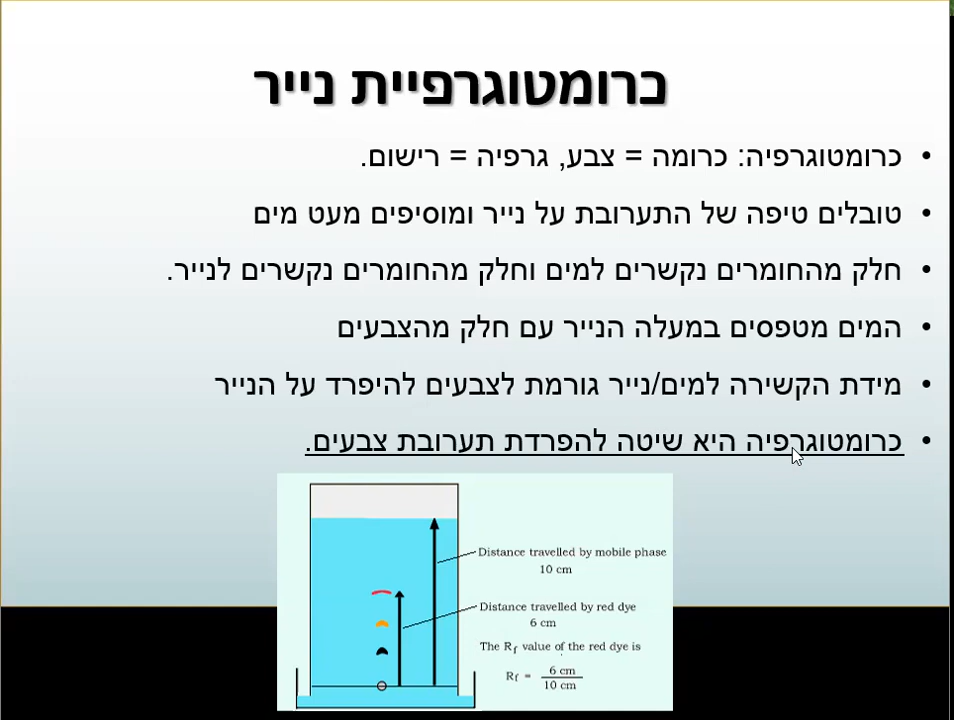 כרומטוגרפיית נייר
• כרומטוגרפיה: כרומה = צבע, גרפיה = רישום.
• טובלים טיפה של התערובת על נייר ומוסיפים מעט מים
• חלק מהחומרים נקשרים למים וחלק מהחומרים נקשרים לנייר.
• המים מטפסים במעלה הנייר עם חלק מהצבעים
• מידת הקשירה למים/נייר גורמת לצבעים להיפרד על הנייר
• כרומטוגרפיה היא שיטה להפרדת תערובת צבעים.
Distance travelled by mobile phase
10 cm
Distance travelled by red dye
6 cm
The Rf value of the red dye is
Rf = 6 cm
10 cm